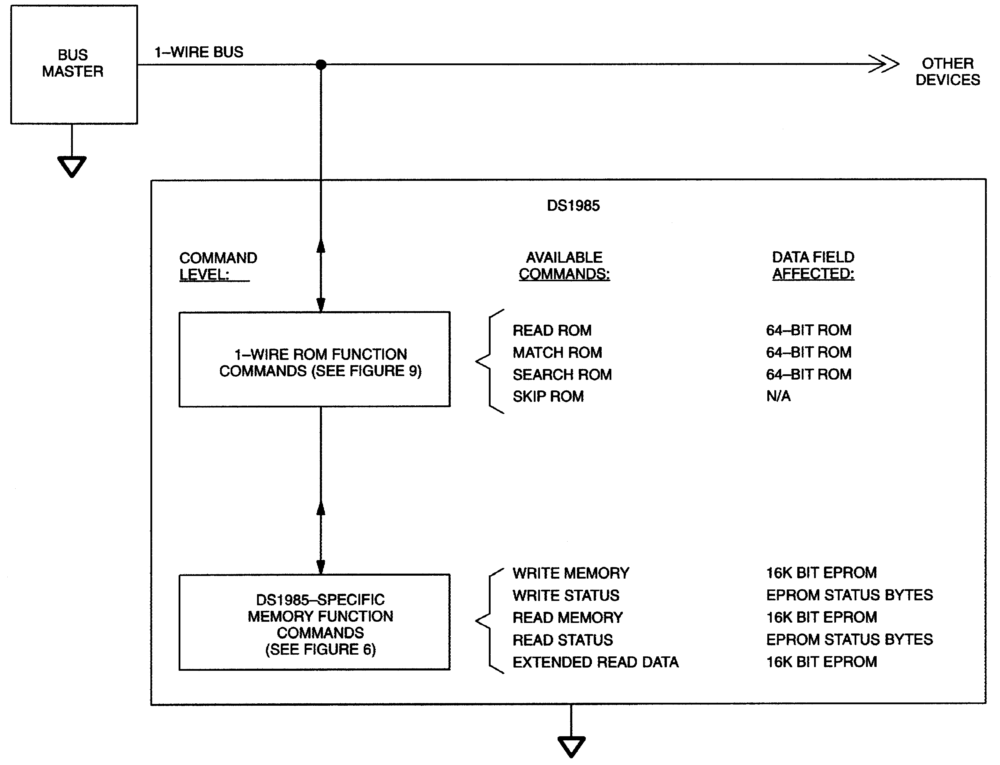 BUS
MASTER
1–WIRE BUS
OTHER
DEVICES
DS1985
COMMAND
LEVEL:
AVAILABLE
COMMANDS:
DATA FIELD
AFFECTED:
1–WIRE ROM FUNCTION
COMMANDS (SEE FIGURE 9)
READ ROM 64–BIT ROM
MATCH ROM 64–BIT ROM
SEARCH ROM 64–BIT ROM
SKIP ROM N/A
DS1985–SPECIFIC
MEMORY FUNCTION
COMMANDS
(SEE FIGURE 6)
WRITE MEMORY 16K BIT EPROM
WRITE STATUS EPROM STATUS BYTES
READ MEMORY 16K BIT EPROM
READ STATUS EPROM STATUS BYTES
EXTENDED READ DATA 16K BIT EPROM